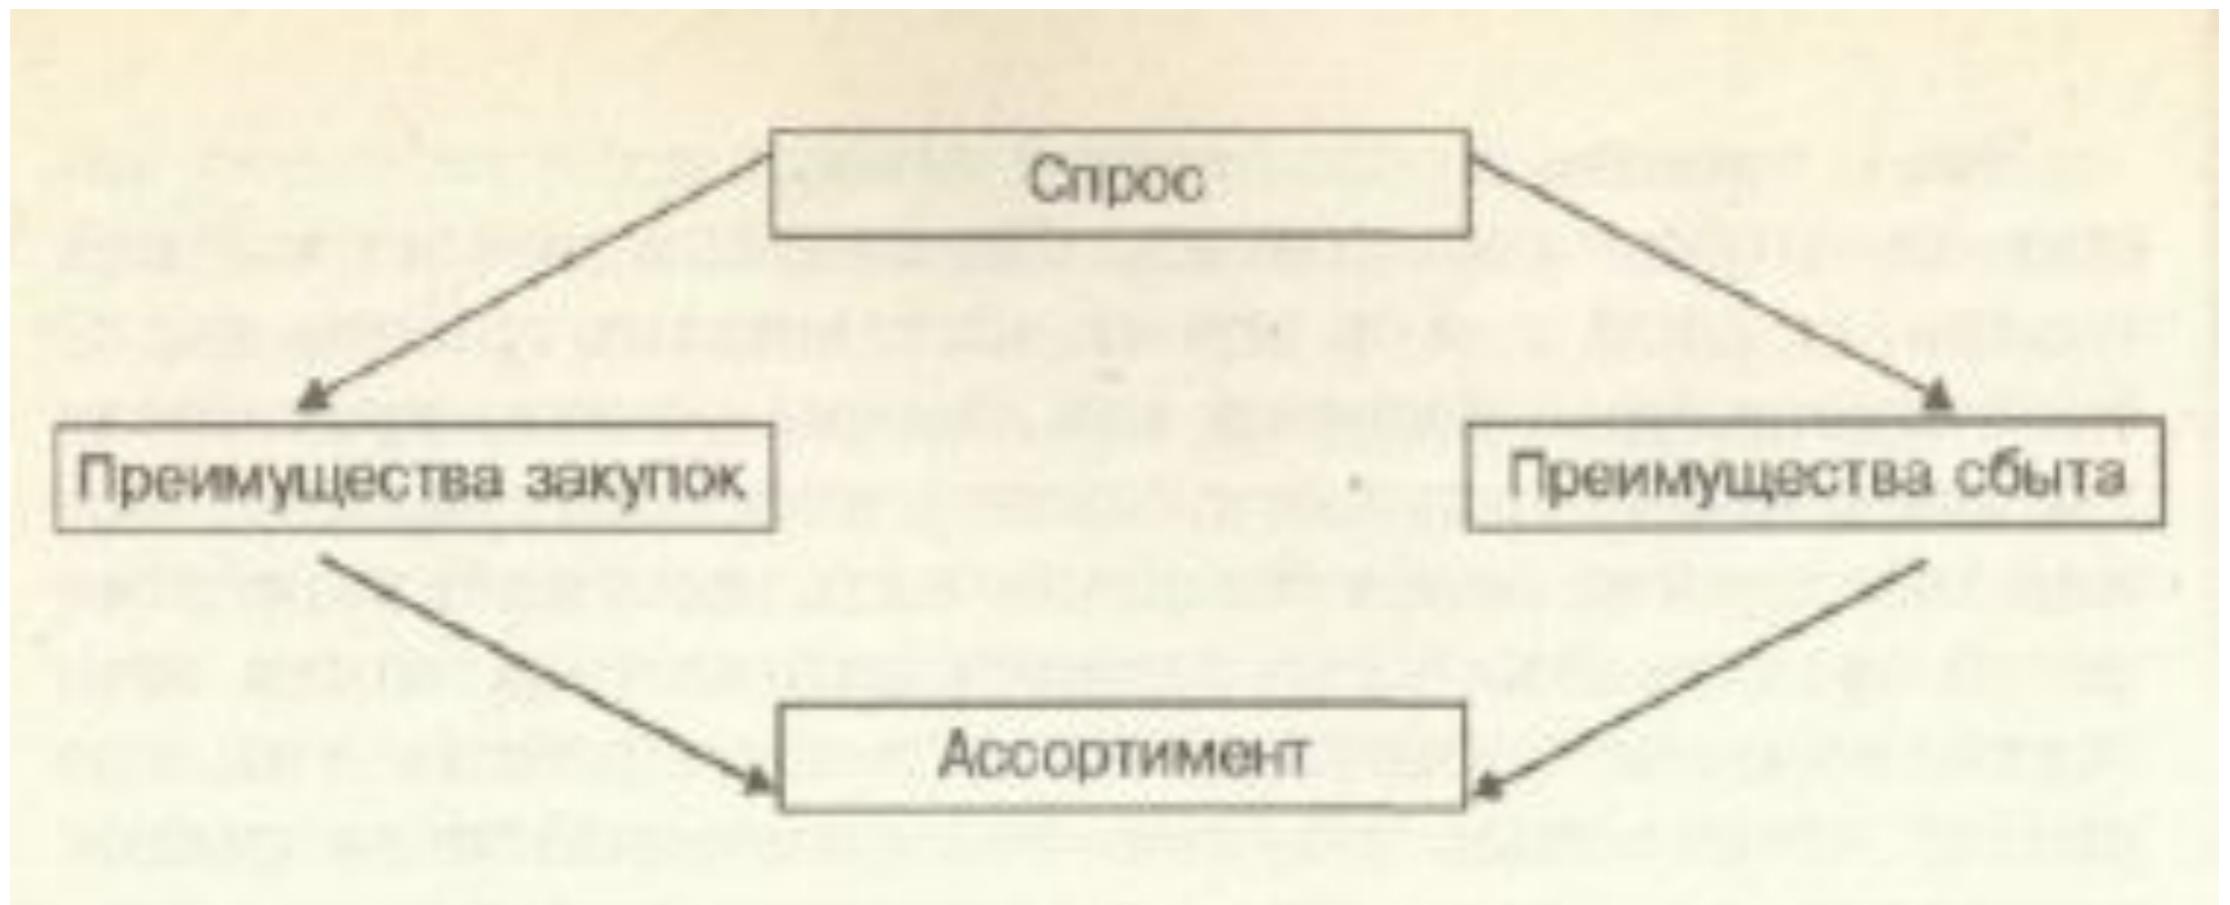 Спрос
Преимущества закупок
Преимущества сбыта
Ассортимент